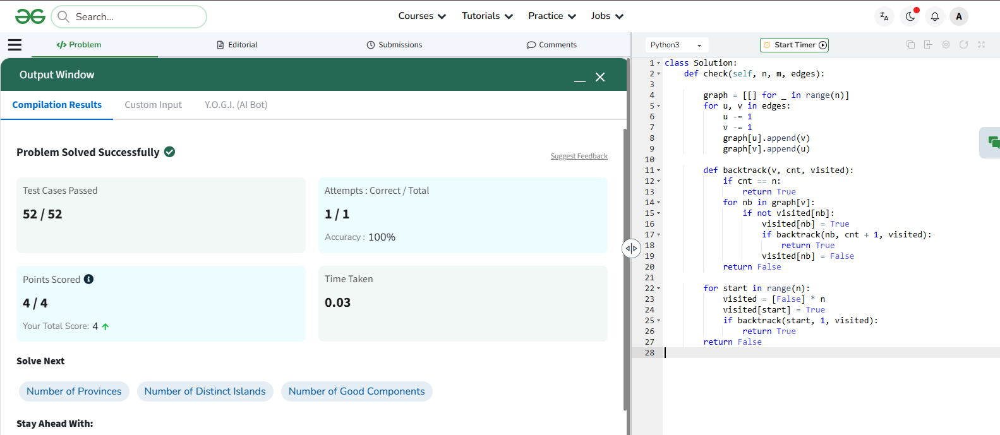 Search...
Courses
Tutorials
Practice
Jobs
A
</> Problem
Editorial
Submissions
Comments
Output Window
Compilation Results
Custom Input
Y.O.G.I. (AI Bot)
Problem Solved Successfully
Suggest Feedback
Test Cases Passed
52 / 52
Attempts : Correct / Total
1 / 1
Accuracy : 100%
Points Scored
4 / 4
Your Total Score: 4
Time Taken
0.03
Solve Next
Number of Provinces
Number of Distinct Islands
Number of Good Components
Stay Ahead With:
Python3
Start Timer
1 class Solution:
2     def check(self, n, m, edges):
3
4         graph = [[] for _ in range(n)]
5         for u, v in edges:
6             u -= 1
7             v -= 1
8             graph[u].append(v)
9             graph[v].append(u)
10
11         def backtrack(v, cnt, visited):
12             if cnt == n:
13                 return True
14             for nb in graph[v]:
15                 if not visited[nb]:
16                     visited[nb] = True
17                     if backtrack(nb, cnt + 1, visited):
18                         return True
19                     visited[nb] = False
20             return False
21
22         for start in range(n):
23             visited = [False] * n
24             visited[start] = True
25             if backtrack(start, 1, visited):
26                 return True
27         return False
28